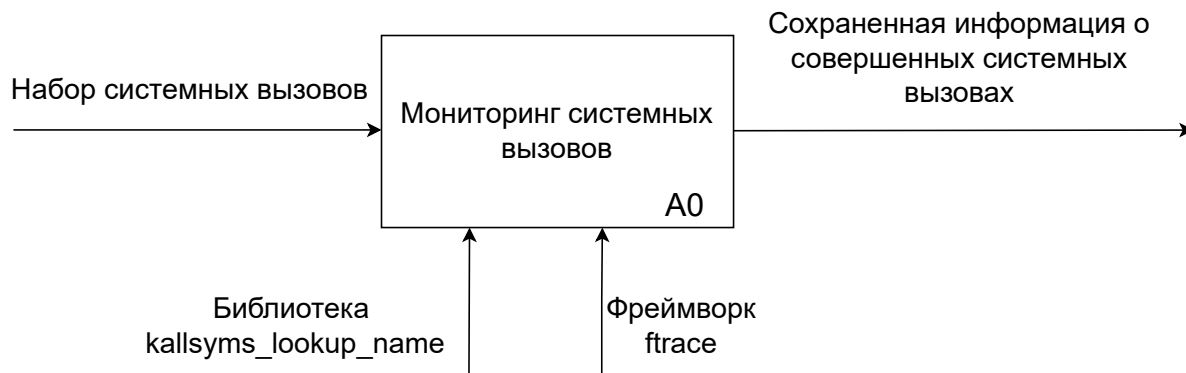 Набор системных вызовов
Мониторинг системных
вызовов
A0
Сохраненная информация о
совершенных системных
вызовах
Библиотека
kallsyms_lookup_name
Фреймворк
ftrace